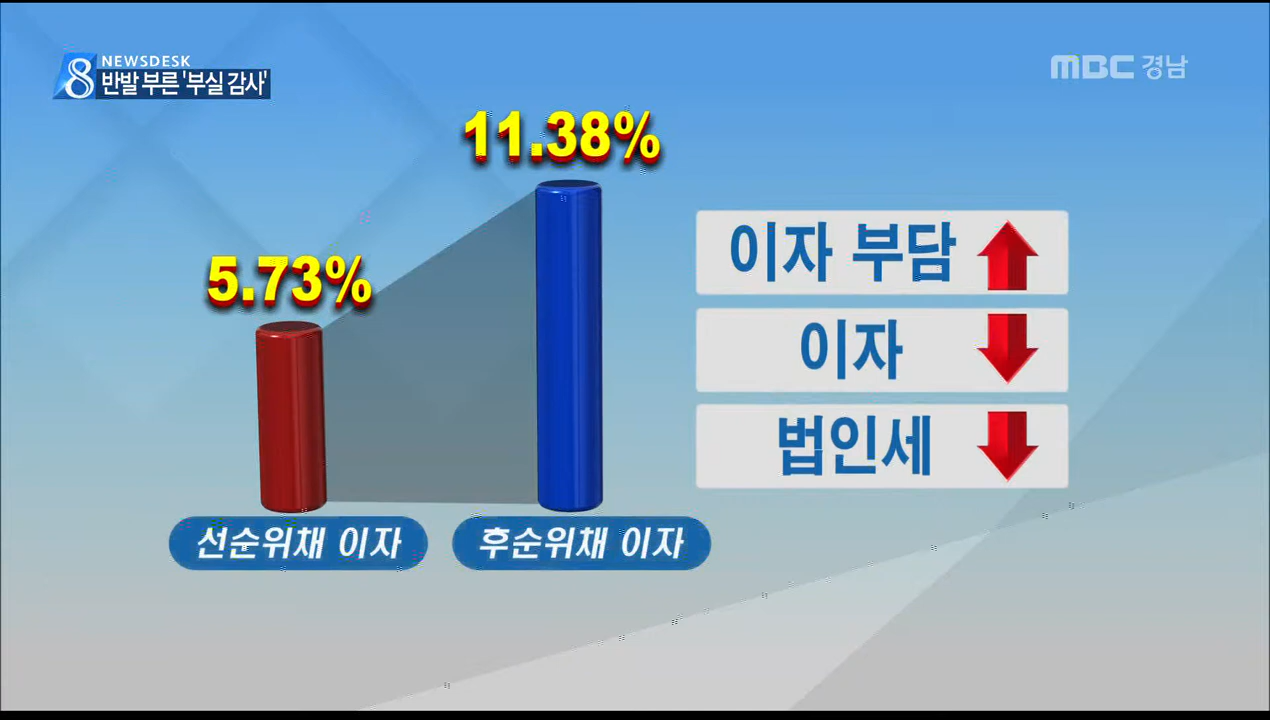 NEWSDESK
8 반발 부른 '부실 감사'
MBC 경남
11.38%
5.73%
이자 부담
이자
법인세
선순위채 이자
후순위채 이자